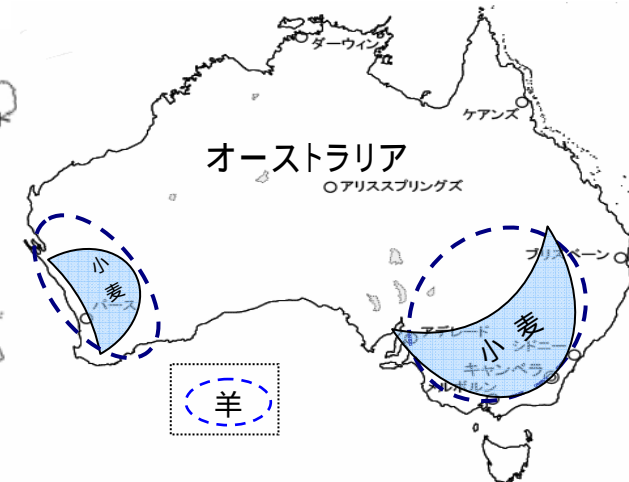 ダーウィン
ケアンズ
オーストラリア
アリススプリングズ
ブリスベーン
小麦
パース
アデレード
小麦
シドニー
キャンベラ
メルボルン
羊